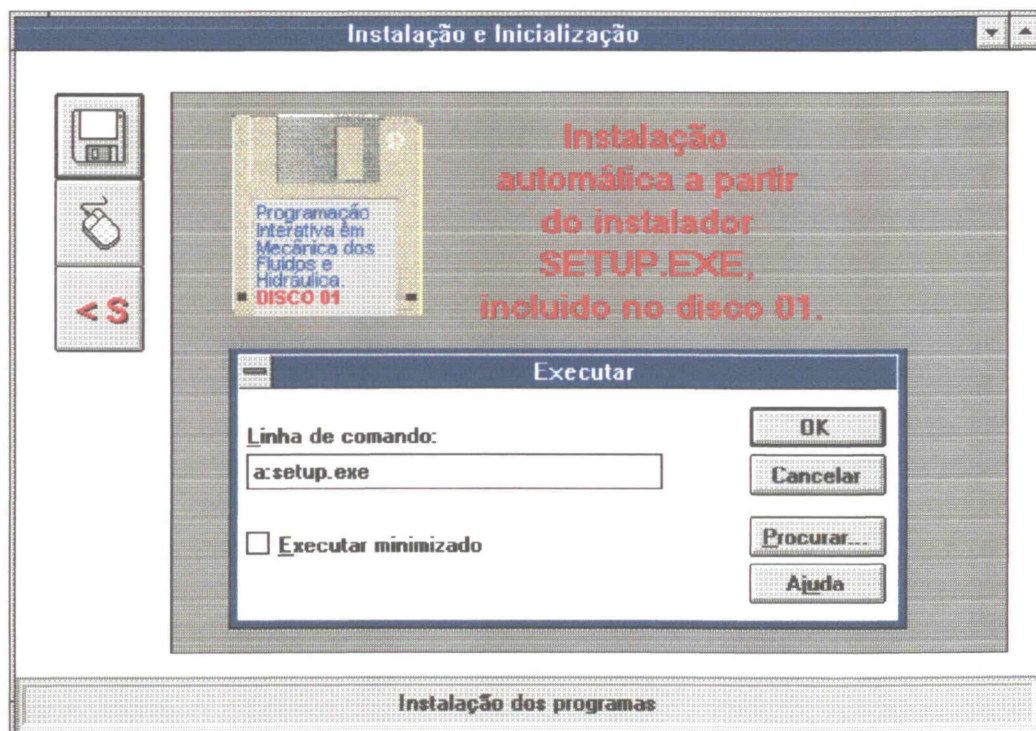 Instalação e Inicialização
Programação
Interativa em
Mecânica dos
Fluidos e
Hidráulica.
DISCO 01
Instalação
automática a partir
do instalador
SETUP.EXE,
incluido no disco 01.
< S
Executar
Linha de comando:
a:setup.exe
Executar minimizado
OK
Cancelar
Procurar...
Ajuda
Instalação dos programas